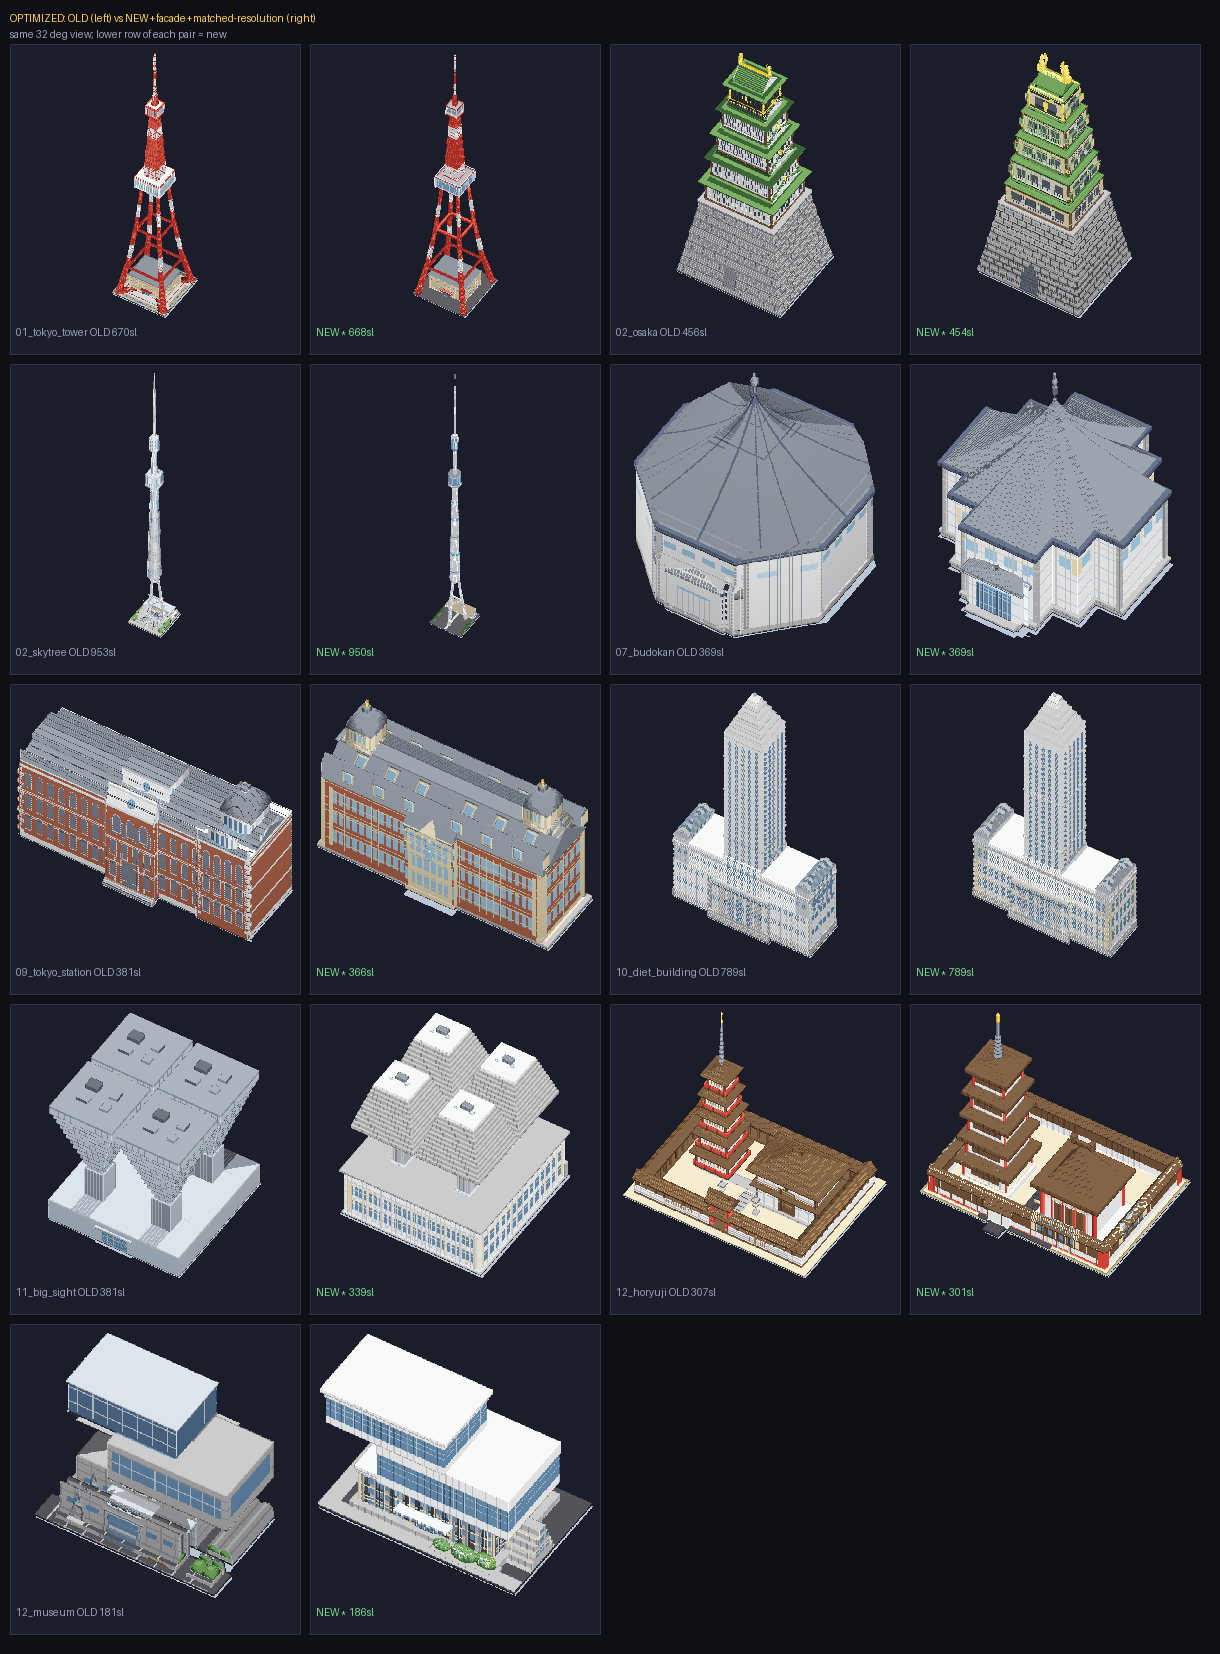 OPTIMIZED: OLD (left) vs NEW+facade+matched-resolution (right)
same 32 deg view; lower row of each pair = new
01_tokyo_tower OLD 670sl
NEW★ 668sl
02_osaka OLD 456sl
NEW★ 454sl
02_skytree OLD 953sl
NEW★ 950sl
07_budokan OLD 369sl
NEW★ 369sl
09_tokyo_station OLD 381sl
NEW★ 366sl
10_diet_building OLD 789sl
NEW★ 789sl
11_big_sight OLD 381sl
NEW★ 339sl
12_horyuji OLD 307sl
NEW★ 301sl
12_museum OLD 181sl
NEW★ 186sl